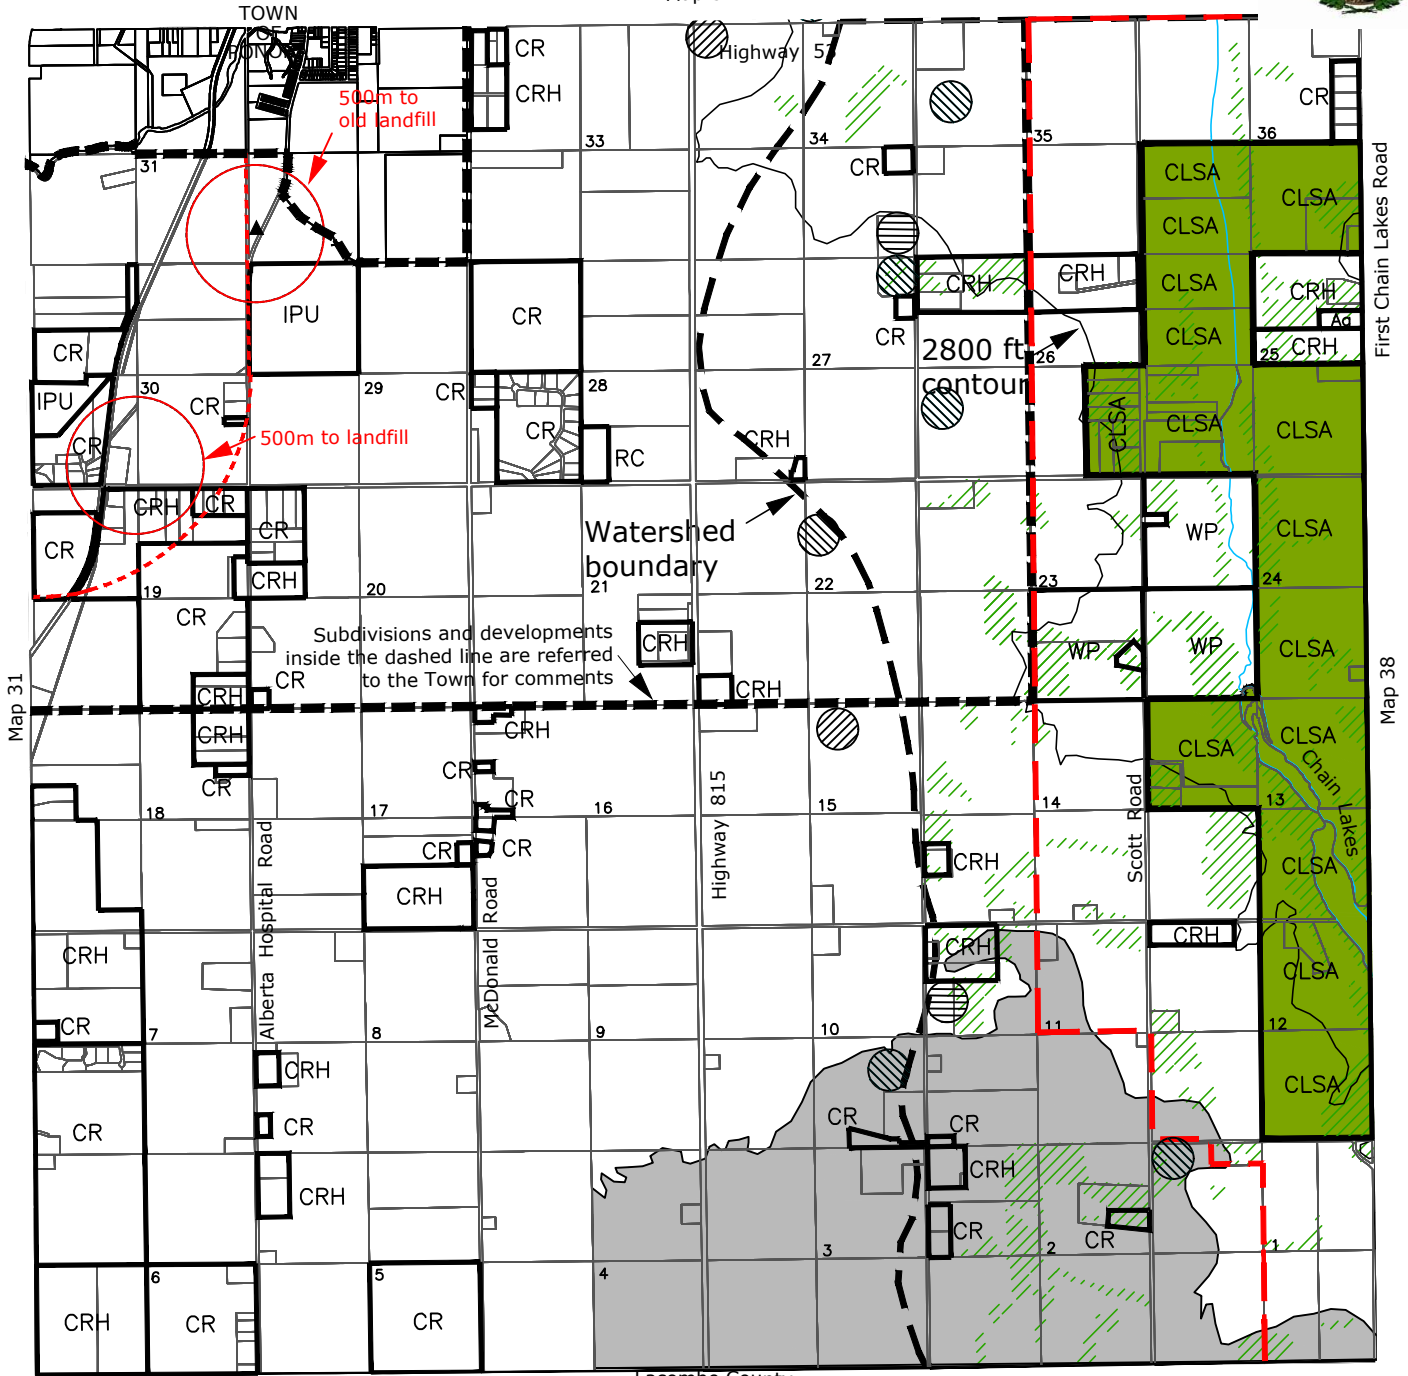 TOWN
OF
PONOKA
Highway 53
CR
CRH
500m to
old landfill
33
34
35
36
CR
31
CR
CLSA
CLSA
CLSA
First Chain Lakes Road
CRH
CRH
CLSA
CRH
IPU
CR
CR
CLSA
Ag
CR
27
2800 ft
contour
26
25
CRH
30
29
CR
28
IPU
CR
CLSA
CLSA
CLSA
CR
500m to landfill
CR
CRH
RC
CRH
CR
CR
WP
CLSA
Watershed
boundary
CR
CRH
19
20
21
22
23
24
CR
Subdivisions and developments
inside the dashed line are referred
to the Town for comments
CRH
WP
WP
CLSA
Map 31
CRH
CR
CRH
Map 38
CRH
CRH
CLSA
CLSA
CR
CR
CR
Chain
Lakes
18
17
16
15
14
13
Alberta Hospital Road
McDonald Road
Highway 815
Scott Road
CR
CR
CRH
CLSA
CRH
CRH
CRH
CRH
CLSA
CR
7
8
9
10
11
12
CRH
CLSA
CR
CR
CR
CR
CRH
CRH
CR
CR
6
5
4
3
2
1
CRH
CR
CR
Lacombe County